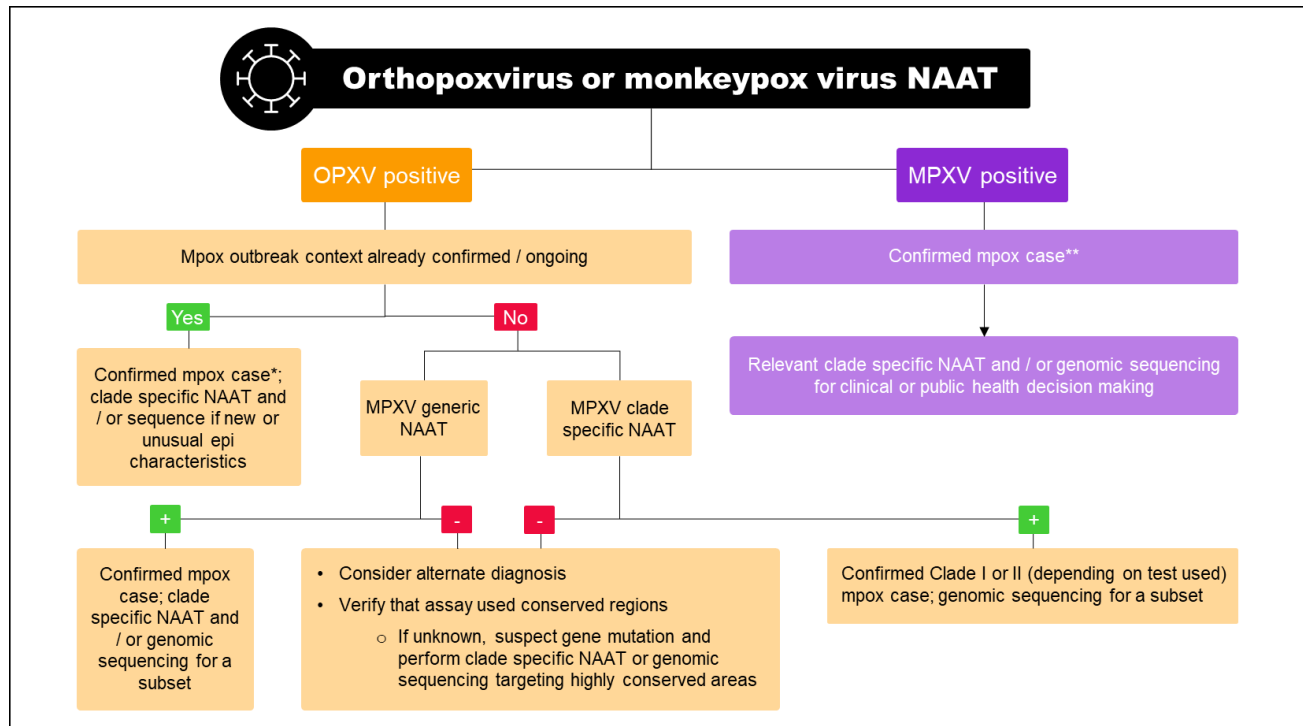 Orthopoxvirus or monkeypox virus NAAT
OPXV positive
MPXV positive
Mpox outbreak context already confirmed / ongoing
Confirmed mpox case**
Yes
No
Confirmed mpox case*;
clade specific NAAT and
/ or sequence if new or
unusual epi
characteristics
MPXV generic
NAAT
MPXV clade
specific NAAT
Relevant clade specific NAAT and / or genomic sequencing
for clinical or public health decision making
+
-
-
+
Confirmed mpox
case; clade
specific NAAT
and
/ or genomic
sequencing for a
subset
• Consider alternate diagnosis
• Verify that assay used conserved regions
o If unknown, suspect gene mutation and
perform clade specific NAAT or genomic
sequencing targeting highly conserved areas
Confirmed Clade I or II (depending on test used)
mpox case; genomic sequencing for a subset